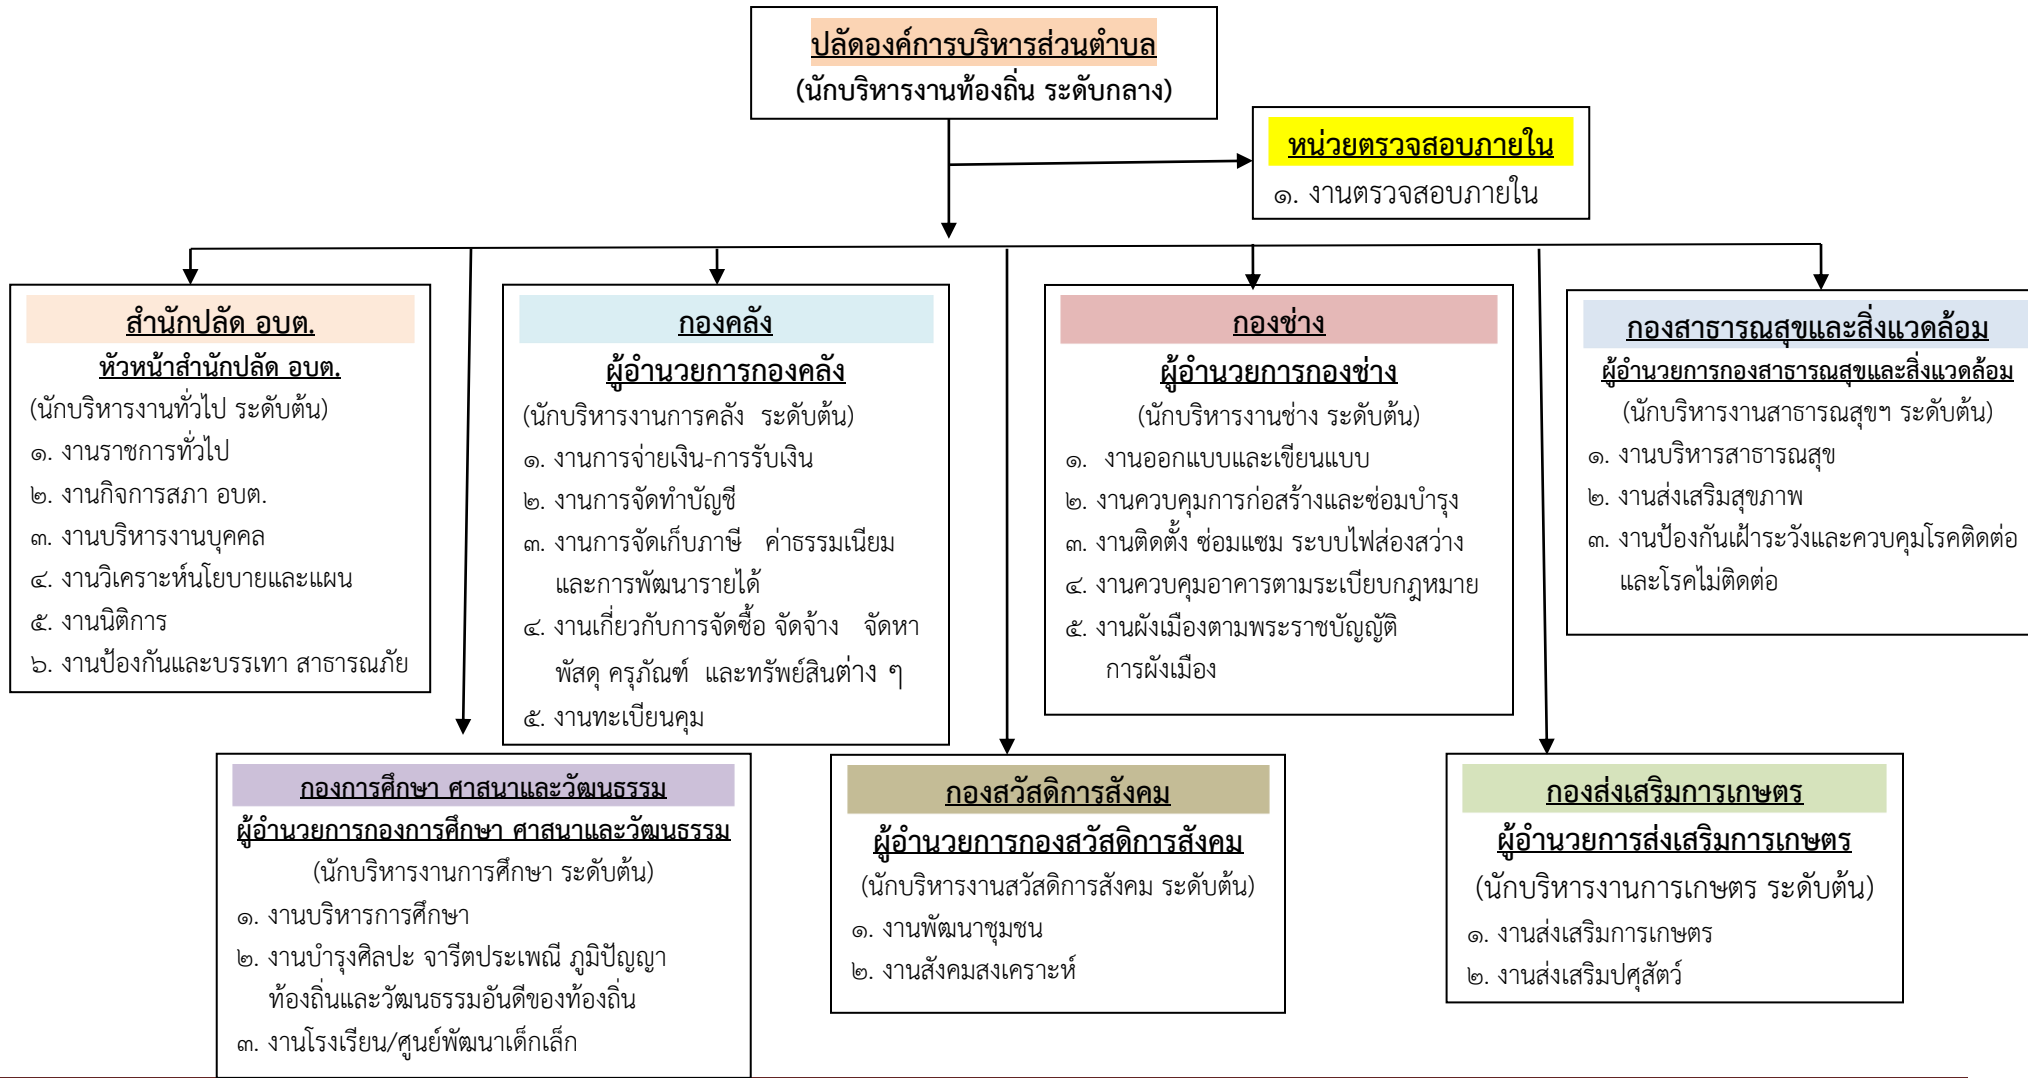 ปลัดองค์การบริหารส่วนตำบล
(นักบริหารงานท้องถิ่น ระดับกลาง)
หน่วยตรวจสอบภายใน
๑. งานตรวจสอบภายใน
สำนักปลัด อบต.
หัวหน้าสำนักปลัด อบต.
(นักบริหารงานทั่วไป ระดับต้น)
๑. งานราชการทั่วไป
๒. งานกิจการสภา อบต.
๓. งานบริหารงานบุคคล
๔. งานวิเคราะห์นโยบายและแผน
๕. งานนิติการ
๖. งานป้องกันและบรรเทา สาธารณภัย
กองคลัง
ผู้อำนวยการกองคลัง
(นักบริหารงานการคลัง ระดับต้น)
๑. งานการจ่ายเงิน-การรับเงิน
๒. งานการจัดทำบัญชี
๓. งานการจัดเก็บภาษี ค่าธรรมเนียม
และการพัฒนารายได้
๔. งานเกี่ยวกับการจัดซื้อ จัดจ้าง จัดหา
พัสดุ ครุภัณฑ์ และทรัพย์สินต่าง ๆ
๕. งานทะเบียนคุม
กองช่าง
ผู้อำนวยการกองช่าง
(นักบริหารงานช่าง ระดับต้น)
๑. งานออกแบบและเขียนแบบ
๒. งานควบคุมการก่อสร้างและซ่อมบำรุง
๓. งานติดตั้ง ซ่อมแซม ระบบไฟส่องสว่าง
๔. งานควบคุมอาคารตามระเบียบกฎหมาย
๕. งานผังเมืองตามพระราชบัญญัติ
การผังเมือง
กองสาธารณสุขและสิ่งแวดล้อม
ผู้อำนวยการกองสาธารณสุขและสิ่งแวดล้อม
(นักบริหารงานสาธารณสุขฯ ระดับต้น)
๑. งานบริหารสาธารณสุข
๒. งานส่งเสริมสุขภาพ
๓. งานป้องกันเฝ้าระวังและควบคุมโรคติดต่อ
และโรคไม่ติดต่อ
กองการศึกษา ศาสนาและวัฒนธรรม
ผู้อำนวยการกองการศึกษา ศาสนาและวัฒนธรรม
(นักบริหารงานการศึกษา ระดับต้น)
๑. งานบริหารการศึกษา
๒. งานบำรุงศิลปะ จารีตประเพณี ภูมิปัญญา
ท้องถิ่นและวัฒนธรรมอันดีของท้องถิ่น
๓. งานโรงเรียน/ศูนย์พัฒนาเด็กเล็ก
กองสวัสดิการสังคม
ผู้อำนวยการกองสวัสดิการสังคม
(นักบริหารงานสวัสดิการสังคม ระดับต้น)
๑. งานพัฒนาชุมชน
๒. งานสังคมสงเคราะห์
กองส่งเสริมการเกษตร
ผู้อำนวยการส่งเสริมการเกษตร
(นักบริหารงานการเกษตร ระดับต้น)
๑. งานส่งเสริมการเกษตร
๒. งานส่งเสริมปศุสัตว์